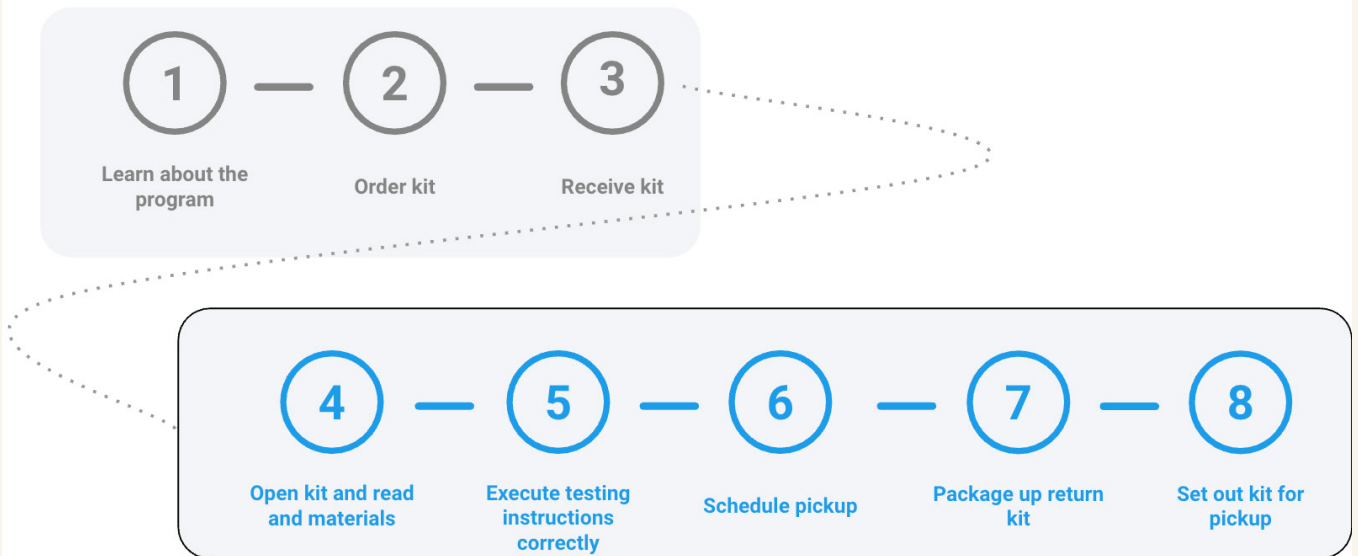 1
2
3
Learn about the
program
Order kit
Receive kit
4
5
6
7
8
Open kit and read
and materials
Execute testing
instructions
correctly
Schedule pickup
Package up return
kit
Set out kit for
pickup